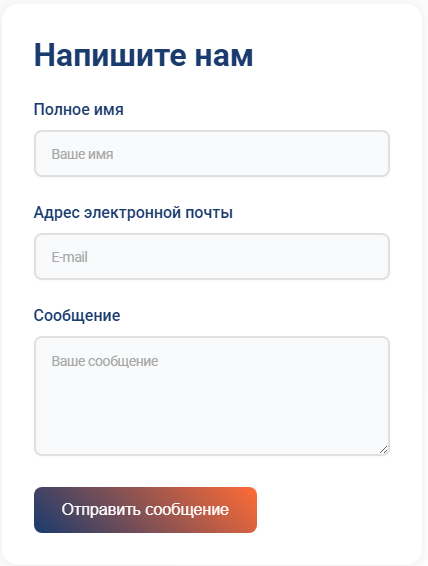 Напишите нам
Полное имя
Ваше имя
Адрес электронной почты
E-mail
Сообщение
Ваше сообщение
Отправить сообщение